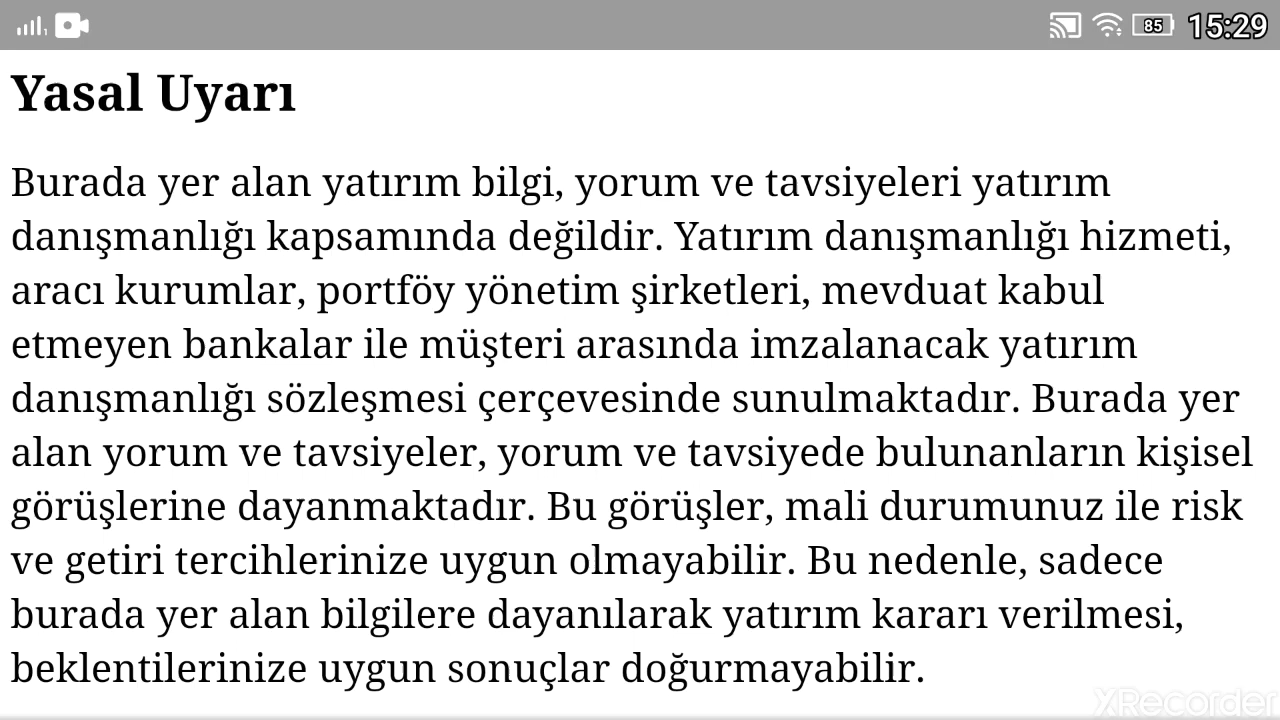 85 15:29
Yasal Uyarı
Burada yer alan yatırım bilgi, yorum ve tavsiyeleri yatırım
danışmanlığı kapsamında değildir. Yatırım danışmanlığı hizmeti,
aracı kurumlar, portföy yönetim şirketleri, mevduat kabul
etmeyen bankalar ile müşteri arasında imzalanacak yatırım
danışmanlığı sözleşmesi çerçevesinde sunulmaktadır. Burada yer
alan yorum ve tavsiyeler, yorum ve tavsiyede bulunanların kişisel
görüşlerine dayanmaktadır. Bu görüşler, mali durumunuz ile risk
ve getiri tercihlerinize uygun olmayabilir. Bu nedenle, sadece
burada yer alan bilgilere dayanılarak yatırım kararı verilmesi,
beklentilerinize uygun sonuçlar doğurmayabilir.
XRecorder